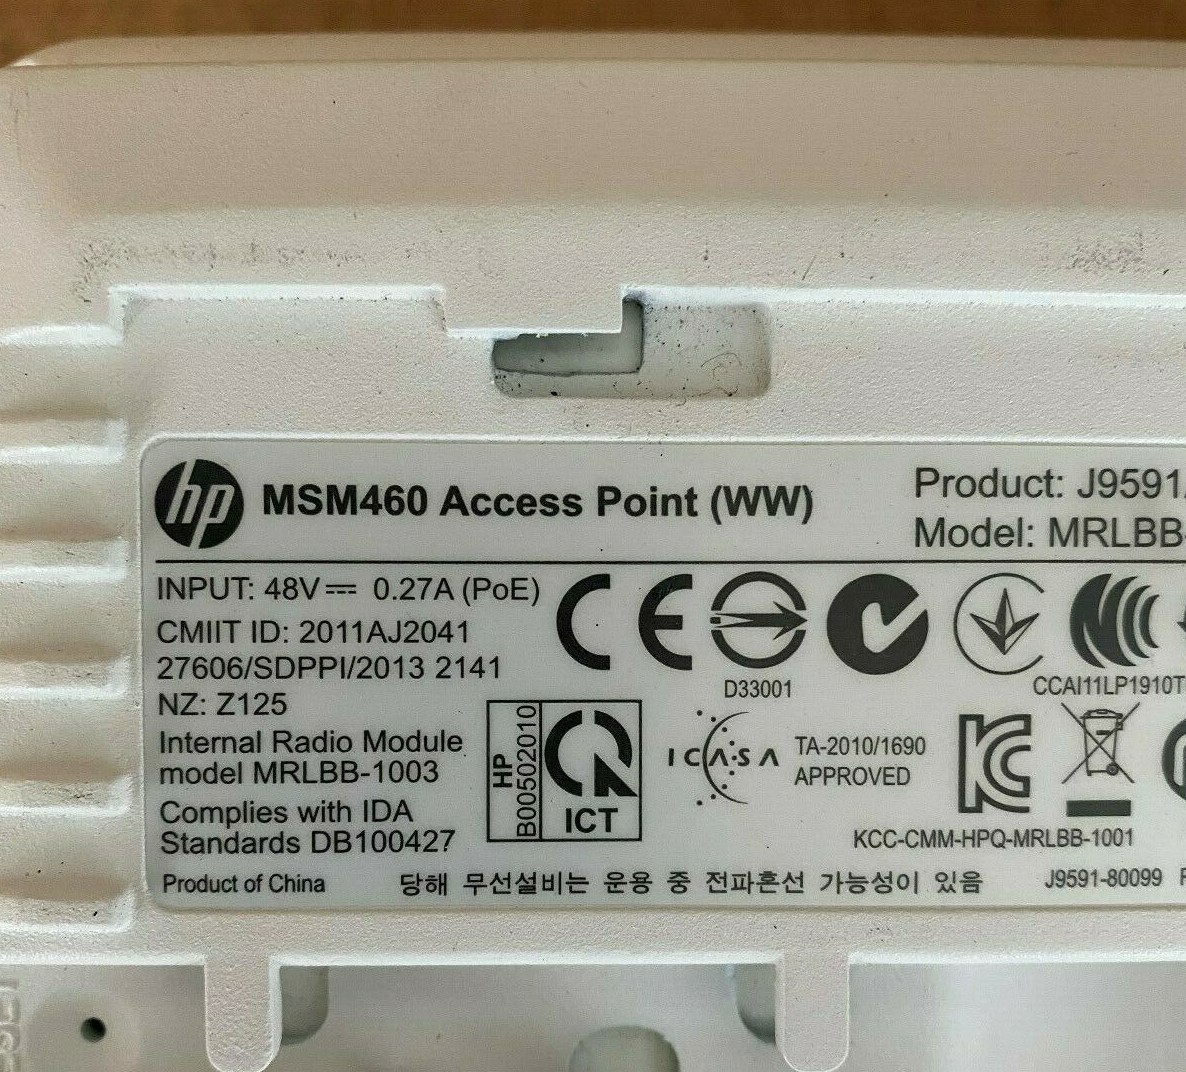 hp MSM460 Access Point (WW)
Product: J9591
Model: MRLBB-
INPUT: 48V⎓ 0.27A (PoE)
CMIIT ID: 2011AJ2041
27606/SDPPI/2013 2141
NZ: Z125
Internal Radio Module
model MRLBB-1003
Complies with IDA
Standards DB100427
Product of China
CE
D33001
CCAI11LP1910T
HP
B00502010
ICT
ICASA
TA-2010/1690
APPROVED
KCC-CMM-HPQ-MRLBB-1001
당해 무선설비는 운용 중 전파혼선 가능성이 있음
J9591-80099